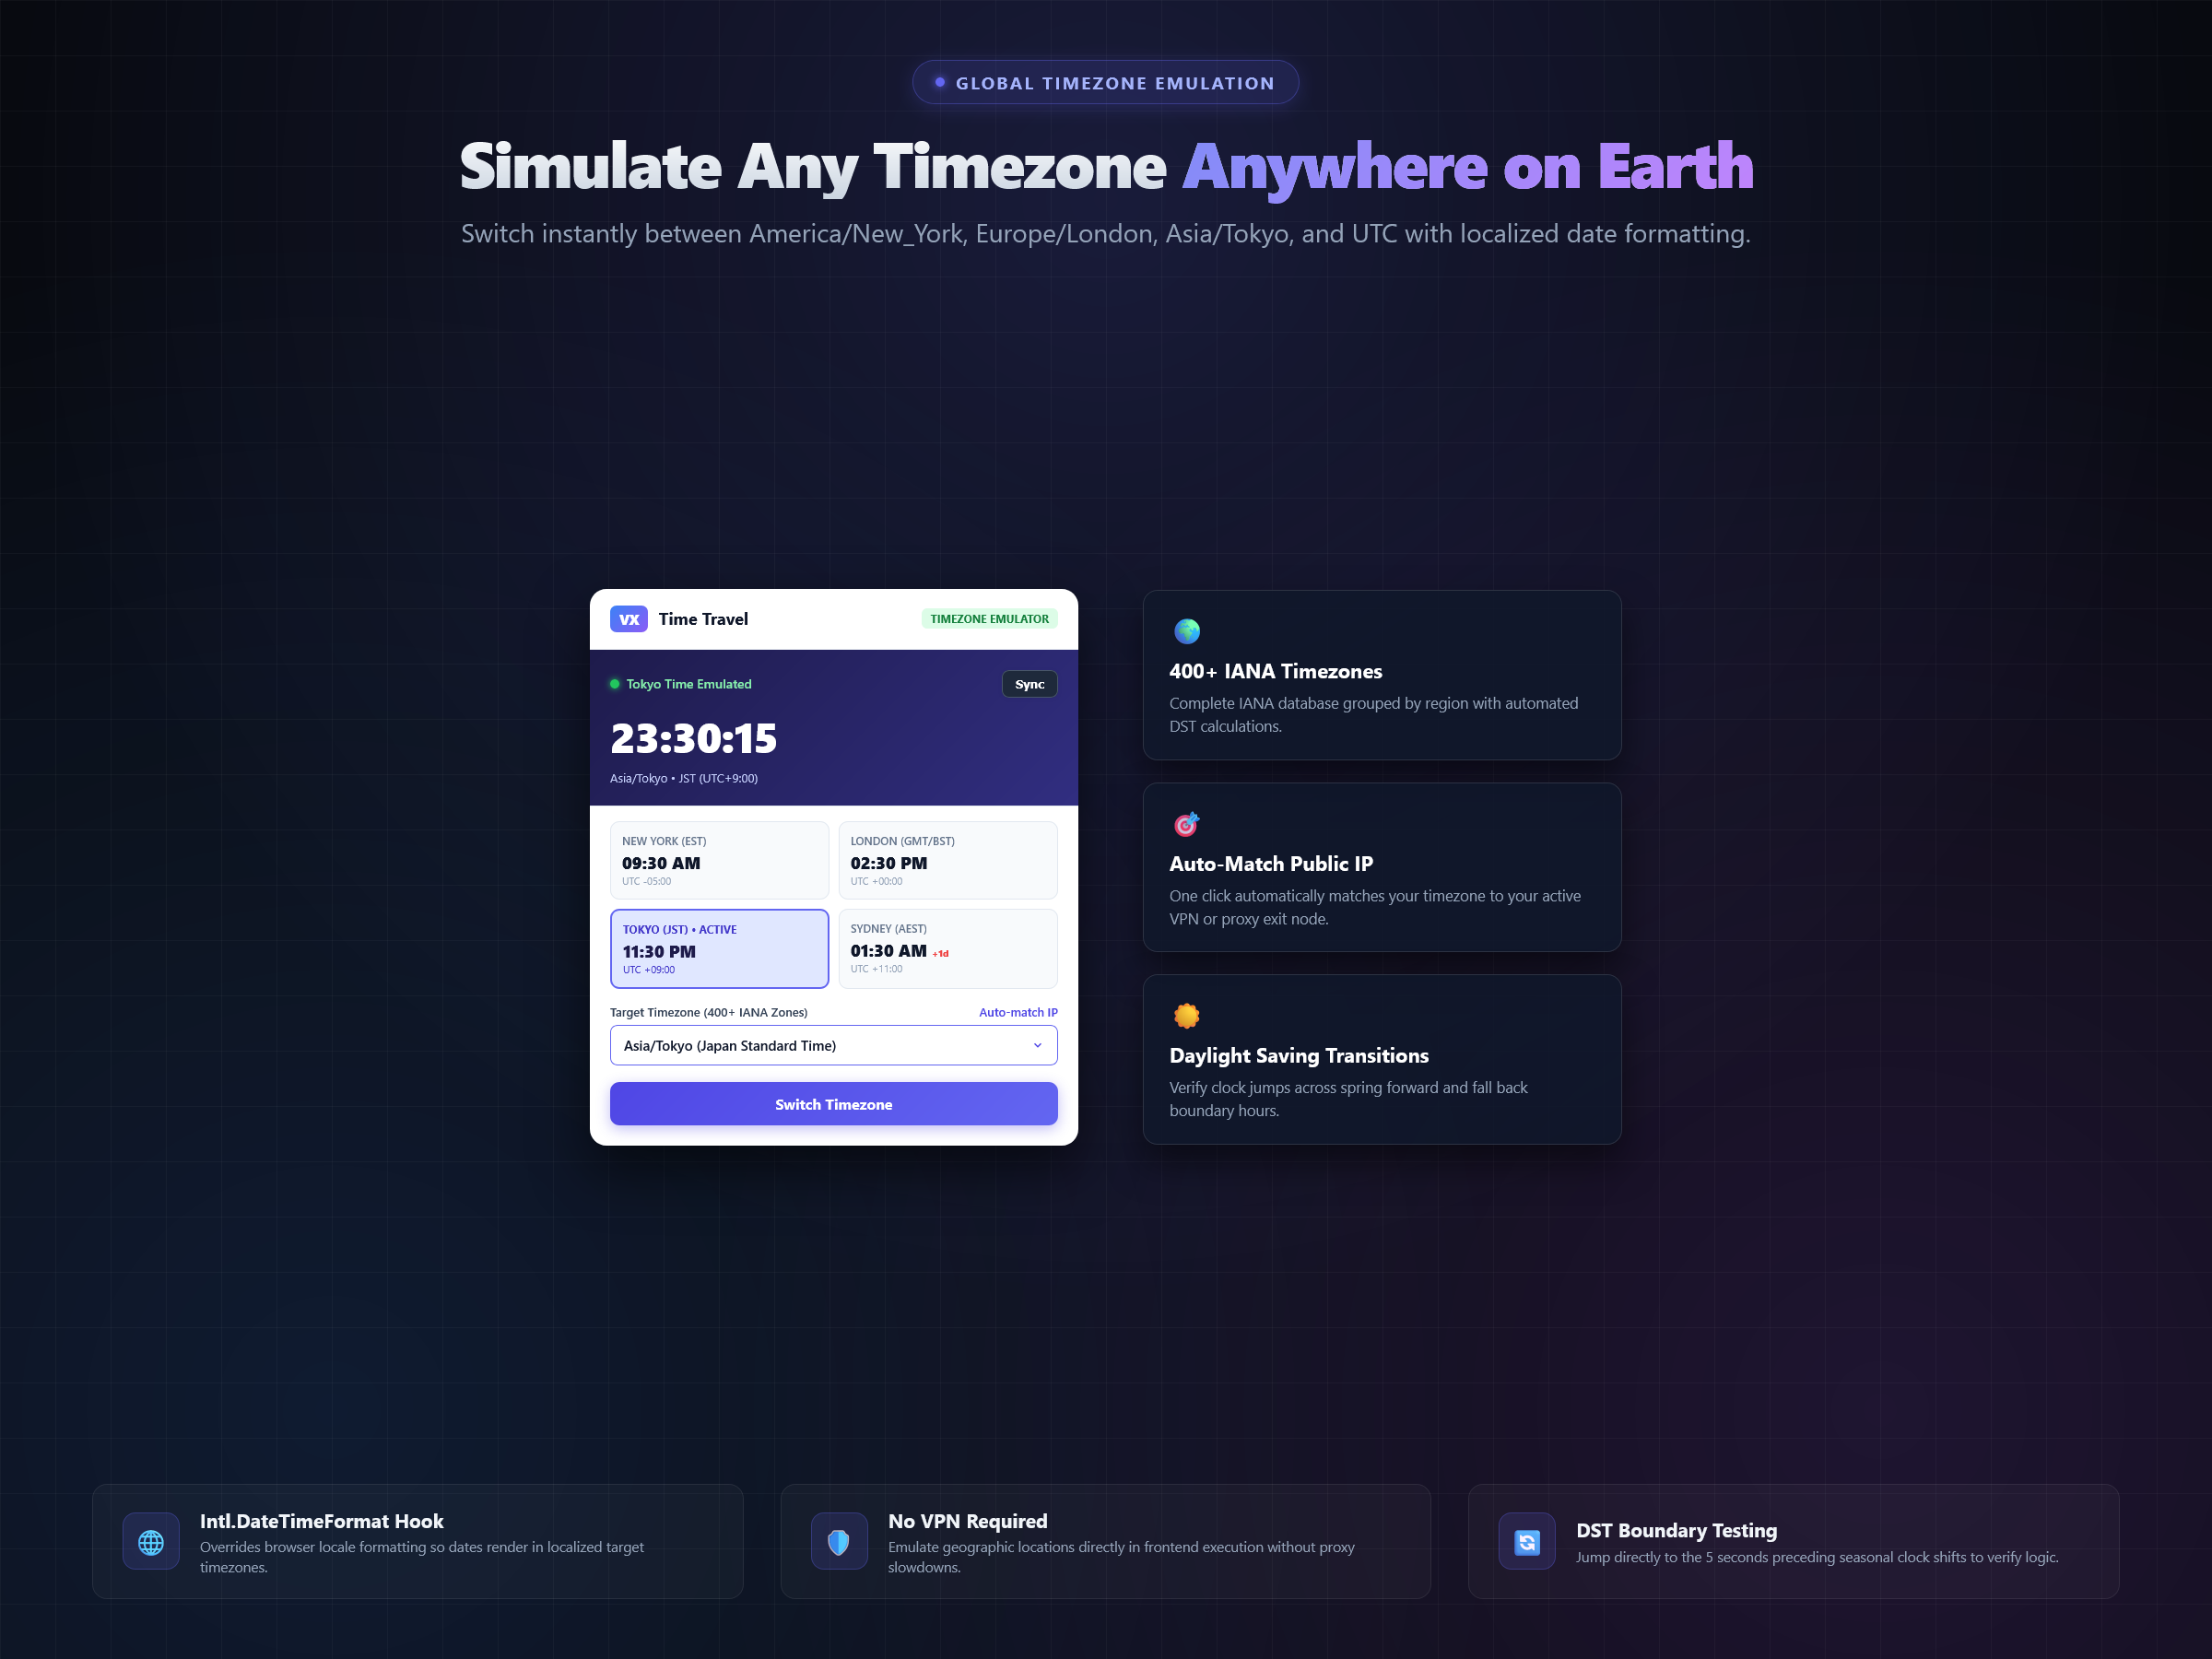 GLOBAL TIMEZONE EMULATION
Simulate Any Timezone Anywhere on Earth
Switch instantly between America/New_York, Europe/London, Asia/Tokyo, and UTC with localized date formatting.
VX Time Travel
TIMEZONE EMULATOR
Tokyo Time Emulated
Sync
23:30:15
Asia/Tokyo • JST (UTC+9:00)
NEW YORK (EST)
09:30 AM
UTC -05:00
LONDON (GMT/BST)
02:30 PM
UTC +00:00
TOKYO (JST) • ACTIVE
11:30 PM
UTC +09:00
SYDNEY (AEST)
01:30 AM +1d
UTC +11:00
Target Timezone (400+ IANA Zones)
Auto-match IP
Asia/Tokyo (Japan Standard Time)
Switch Timezone
400+ IANA Timezones
Complete IANA database grouped by region with automated
DST calculations.
Auto-Match Public IP
One click automatically matches your timezone to your active
VPN or proxy exit node.
Daylight Saving Transitions
Verify clock jumps across spring forward and fall back
boundary hours.
Intl.DateTimeFormat Hook
Overrides browser locale formatting so dates render in localized target
timezones.
No VPN Required
Emulate geographic locations directly in frontend execution without proxy
slowdowns.
DST Boundary Testing
Jump directly to the 5 seconds preceding seasonal clock shifts to verify logic.